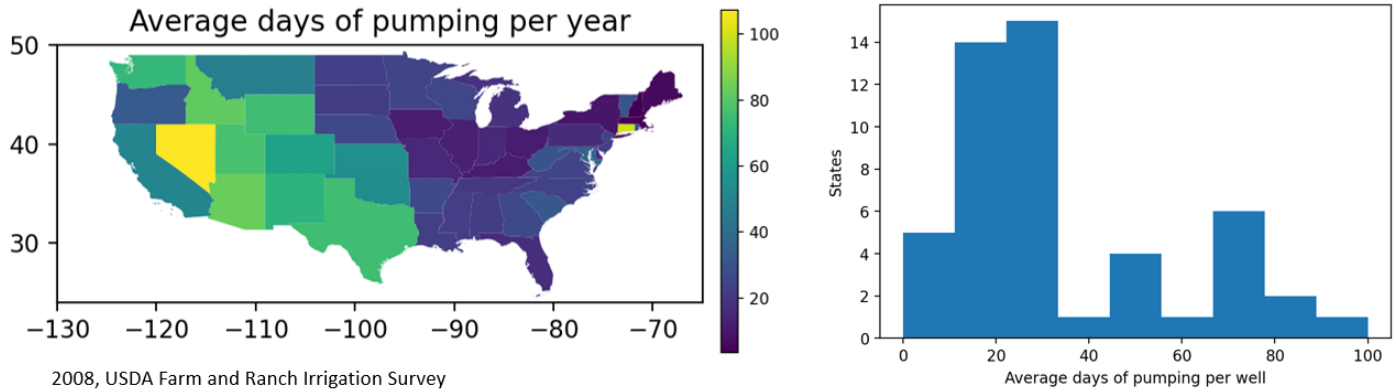 Average days of pumping per year
50
40
30
−130 −120 −110 −100 −90 −80 −70
100
80
60
40
20
2008, USDA Farm and Ranch Irrigation Survey
States
14
12
10
8
6
4
2
0
0 20 40 60 80 100
Average days of pumping per well